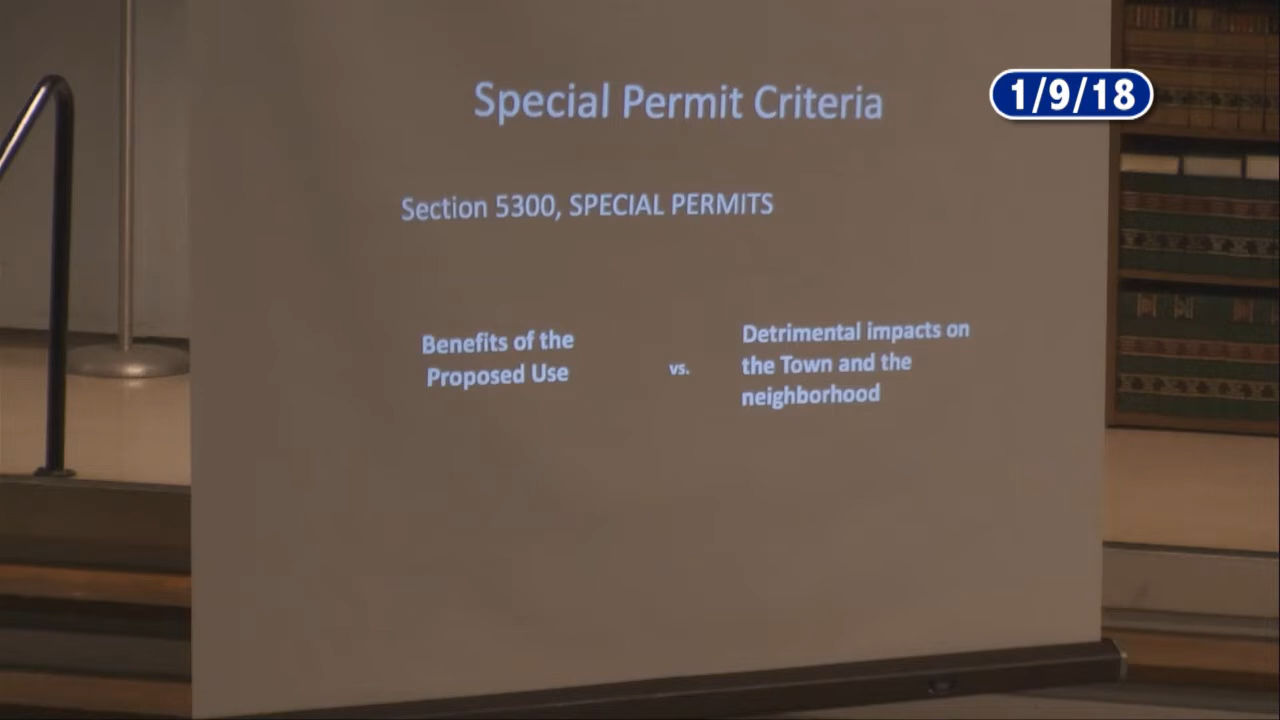 Special Permit Criteria
1/9/18
Section 5300, SPECIAL PERMITS
Benefits of the
Proposed Use
vs.
Detrimental impacts on
the Town and the
neighborhood